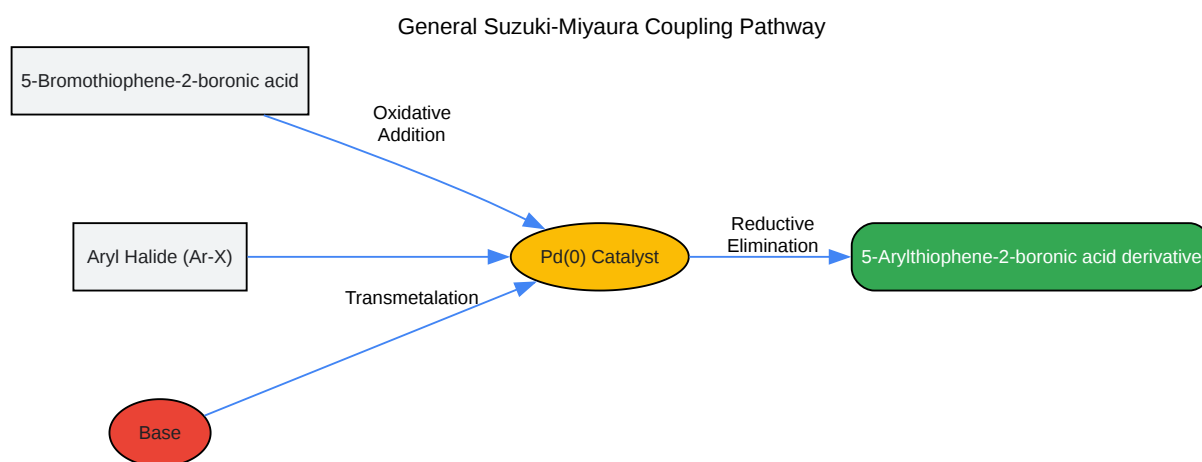 General Suzuki-Miyaura Coupling Pathway
5-Bromothiophene-2-boronic acid
Oxidative
Addition
Aryl Halide (Ar-X)
Pd(0) Catalyst
Reductive
Elimination
5-Arylthiophene-2-boronic acid derivative
Transmetalation
Base